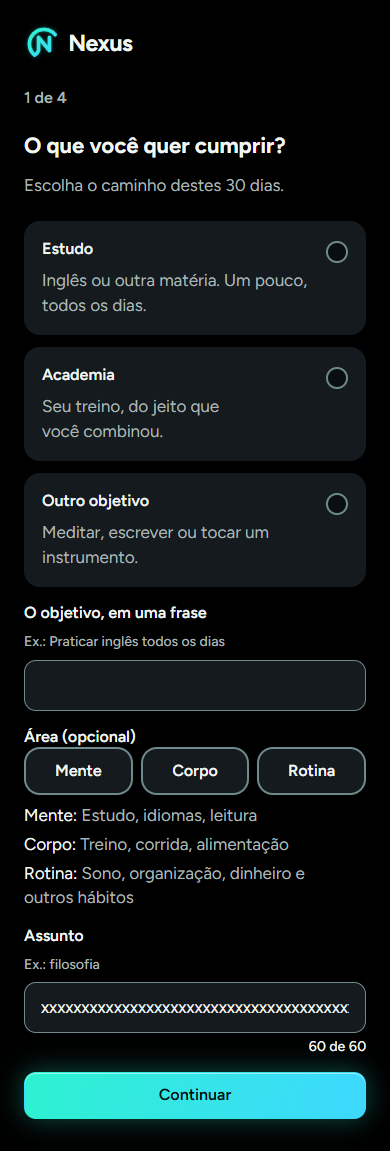 Nexus
1 de 4
O que você quer cumprir?
Escolha o caminho destes 30 dias.
Estudo
Inglês ou outra matéria. Um pouco,
todos os dias.
Academia
Seu treino, do jeito que
você combinou.
Outro objetivo
Meditar, escrever ou tocar um
instrumento.
O objetivo, em uma frase
Ex.: Praticar inglês todos os dias
Área (opcional)
Mente
Corpo
Rotina
Mente: Estudo, idiomas, leitura
Corpo: Treino, corrida, alimentação
Rotina: Sono, organização, dinheiro e
outros hábitos
Assunto
Ex.: filosofia
xxxxxxxxxxxxxxxxxxxxxxxxxxxxxxxxxxxxxx
60 de 60
Continuar